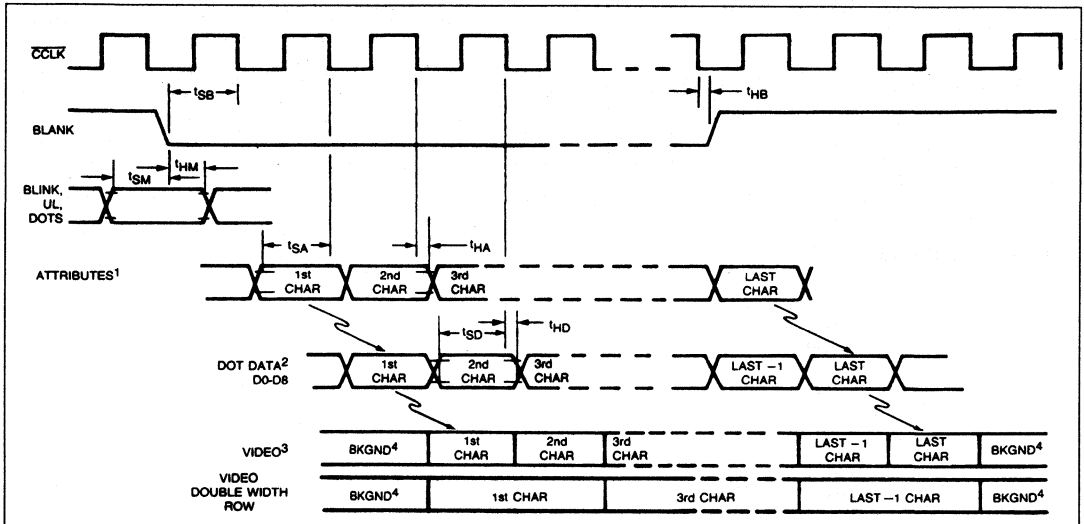 CCLK
tSB
tHB
BLANK
tSM
tHM
BLINK,
UL,
DOTS
tSA
tHA
ATTRIBUTES1
1st
CHAR
2nd
CHAR
3rd
CHAR
LAST
CHAR
tSD
tHD
DOT DATA2
D0-D8
1st
CHAR
2nd
CHAR
3rd
CHAR
LAST −1
CHAR
LAST
CHAR
VIDEO3
BKGND4
1st
CHAR
2nd
CHAR
3rd
CHAR
LAST − 1
CHAR
LAST
CHAR
BKGND4
VIDEO
DOUBLE WIDTH
ROW
BKGND4
1st CHAR
3rd CHAR
LAST −1 CHAR
BKGND4